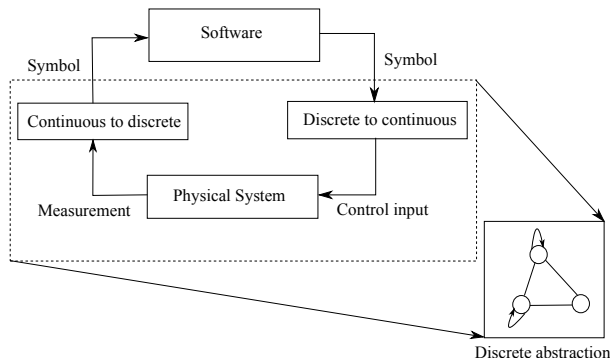 Software
Symbol
Symbol
Continuous to discrete
Discrete to continuous
Physical System
Measurement
Control input
Discrete abstraction